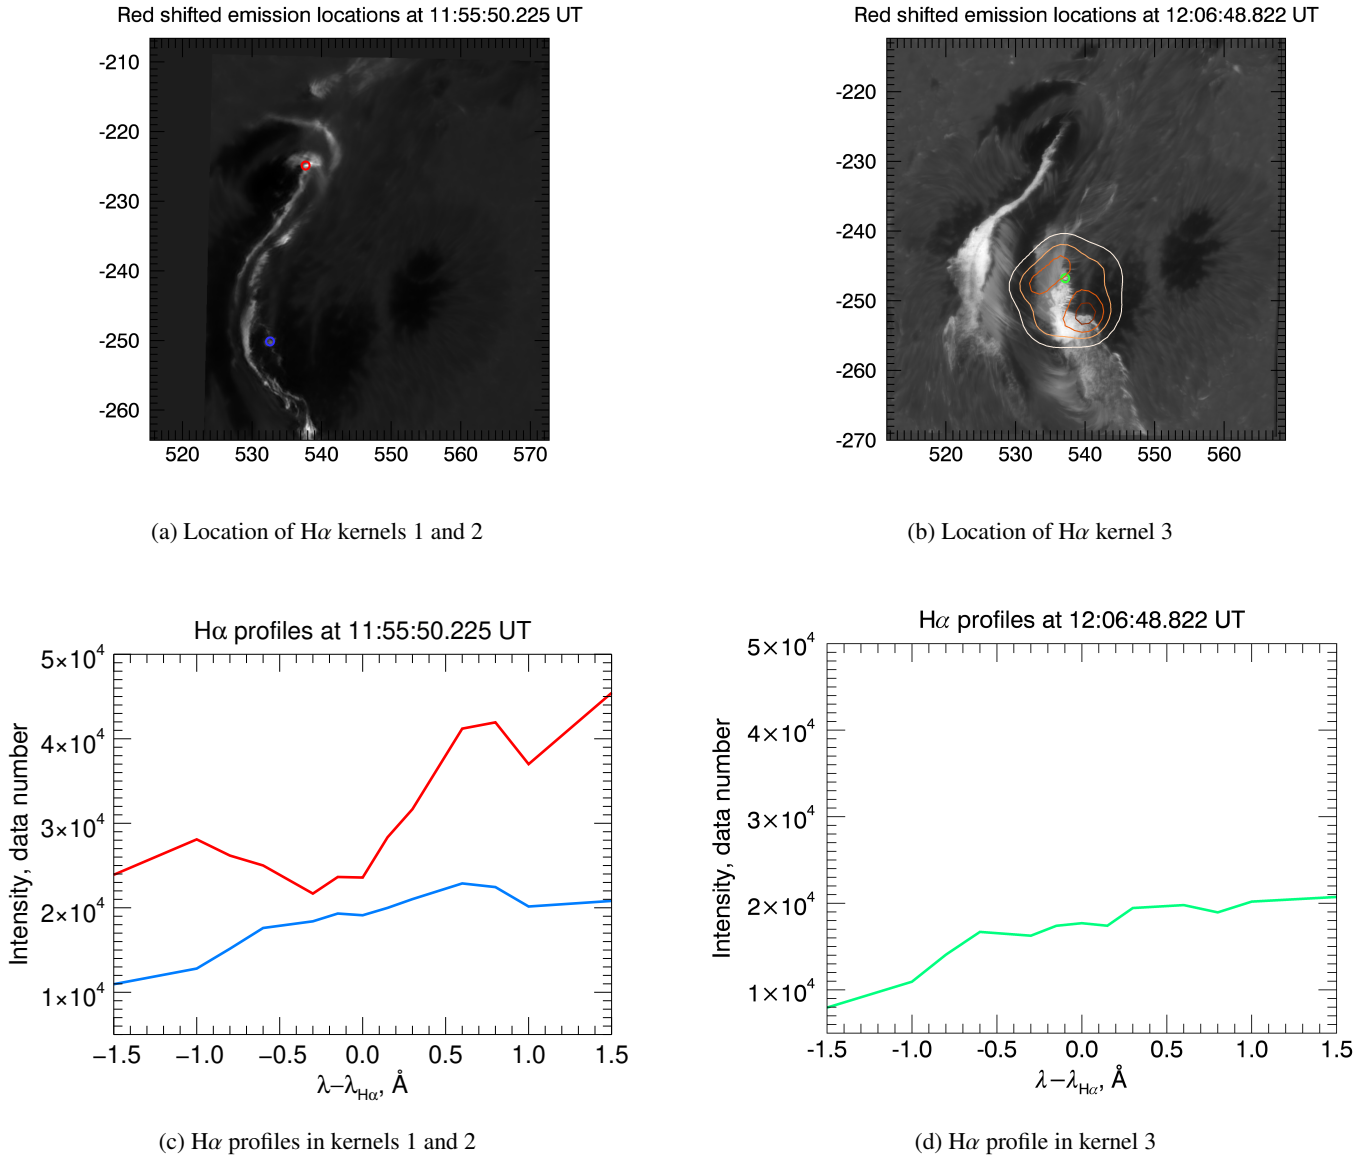 Red shifted emission locations at 11:55:50.225 UT
-210
-220
-230
-240
-250
-260
520 530 540 550 560 570
(a) Location of Hα kernels 1 and 2
Red shifted emission locations at 12:06:48.822 UT
-220
-230
-240
-250
-260
-270
520 530 540 550 560
(b) Location of Hα kernel 3
Hα profiles at 11:55:50.225 UT
Intensity, data number
5×10⁴
4×10⁴
3×10⁴
2×10⁴
1×10⁴
−1.5 −1.0 −0.5 0.0 0.5 1.0 1.5
λ−λHα, Å
(c) Hα profiles in kernels 1 and 2
Hα profiles at 12:06:48.822 UT
Intensity, data number
5×10⁴
4×10⁴
3×10⁴
2×10⁴
1×10⁴
-1.5 -1.0 -0.5 0.0 0.5 1.0 1.5
λ−λHα, Å
(d) Hα profile in kernel 3